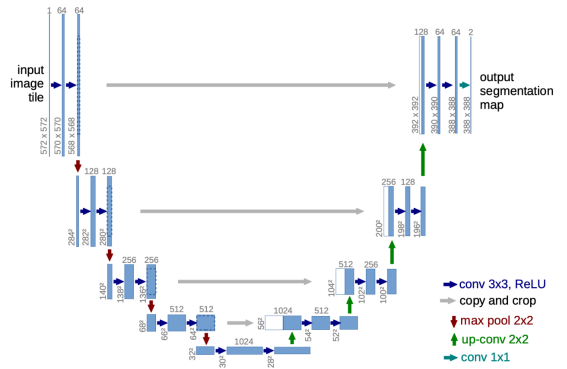 1 64 64
input
image
tile
572 x 572
570 x 570
568 x 568
128 64 64 2
output
segmentation
map
392 x 392
390 x 390
388 x 388
388 x 388
128 128
284²
282²
280²
256 128
200²
198²
196²
256 256
140²
138²
136²
512 256
104²
102²
100²
512 512
68²
66²
64²
1024 512
56²
54²
52²
1024
32²
30²
28²
conv 3x3, ReLU
copy and crop
max pool 2x2
up-conv 2x2
conv 1x1